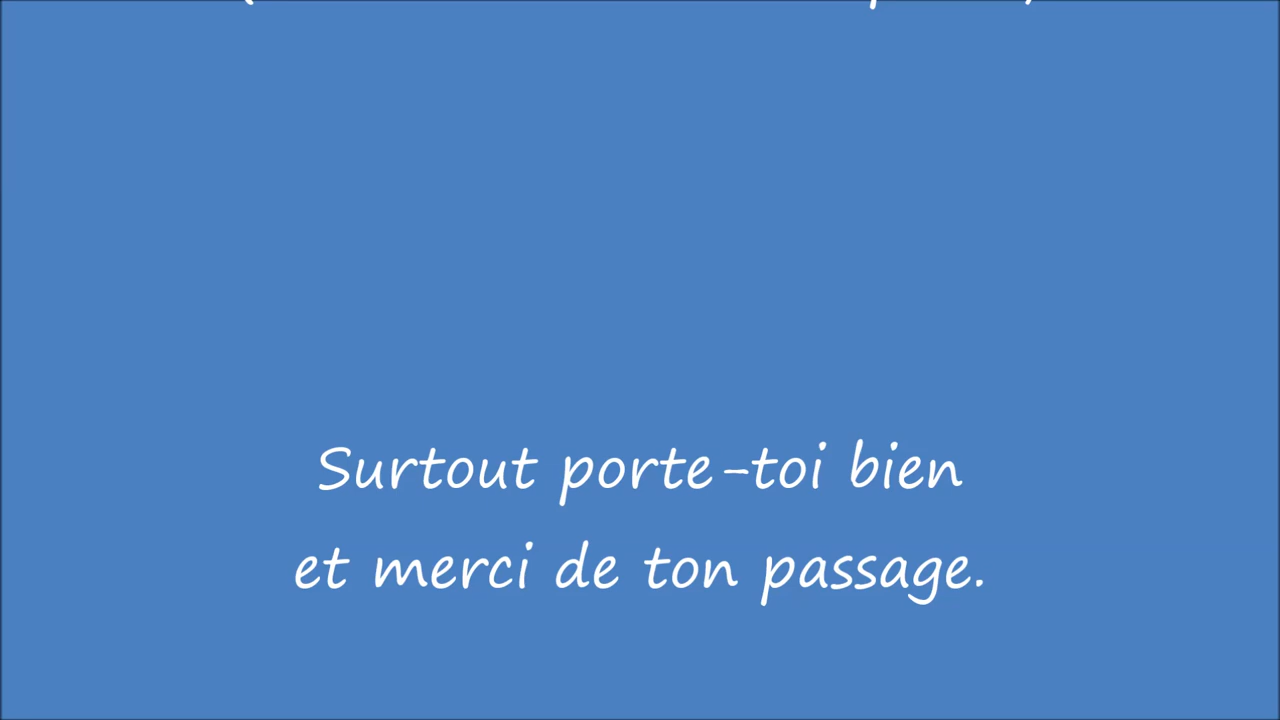 Surtout porte-toi bien
et merci de ton passage.